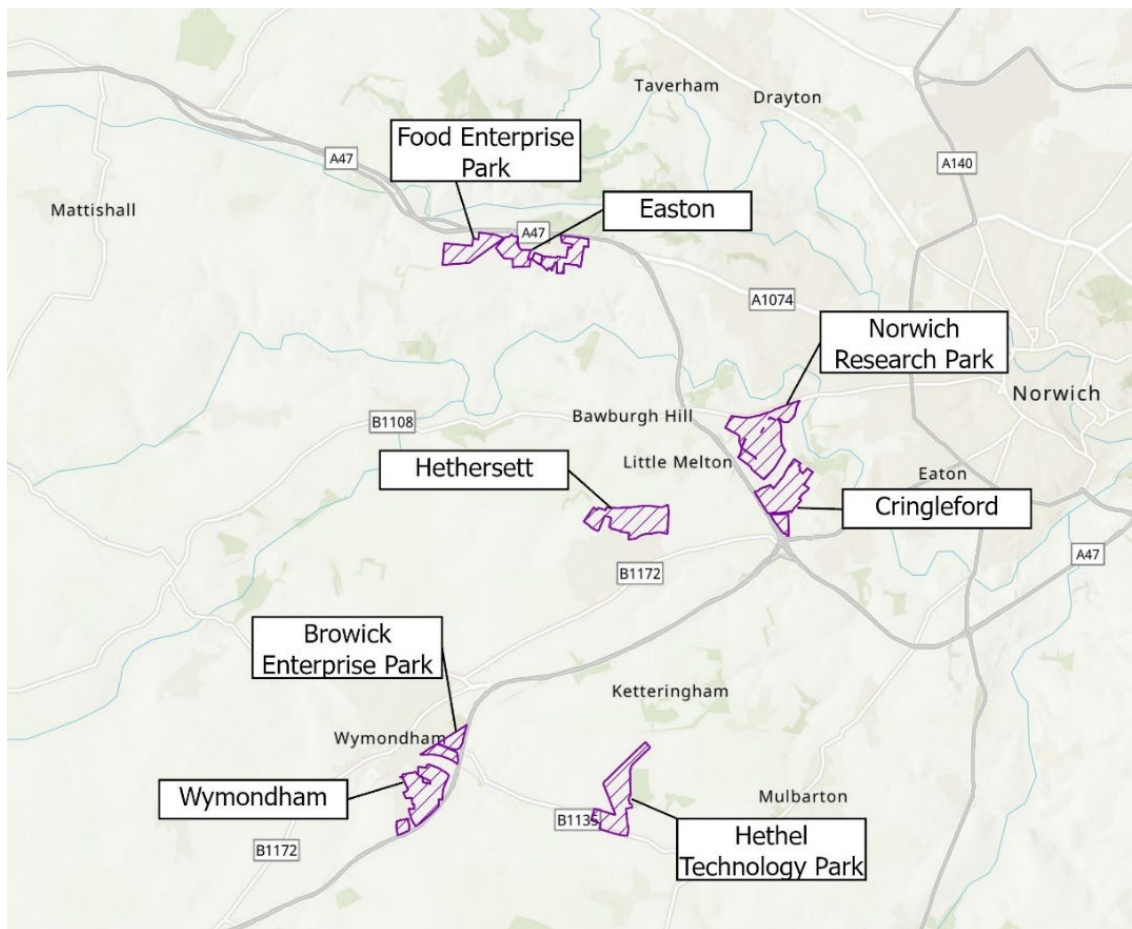 Taverham
Drayton
Food Enterprise
Park
A47
A140
Mattishall
Easton
A47
A1074
Norwich
Research Park
Norwich
Bawburgh Hill
B1108
Hethersett
Little Melton
Eaton
Cringleford
A47
B1172
Browick
Enterprise Park
Ketteringham
Wymondham
Wymondham
Mulbarton
B1135
B1172
Hethel
Technology Park